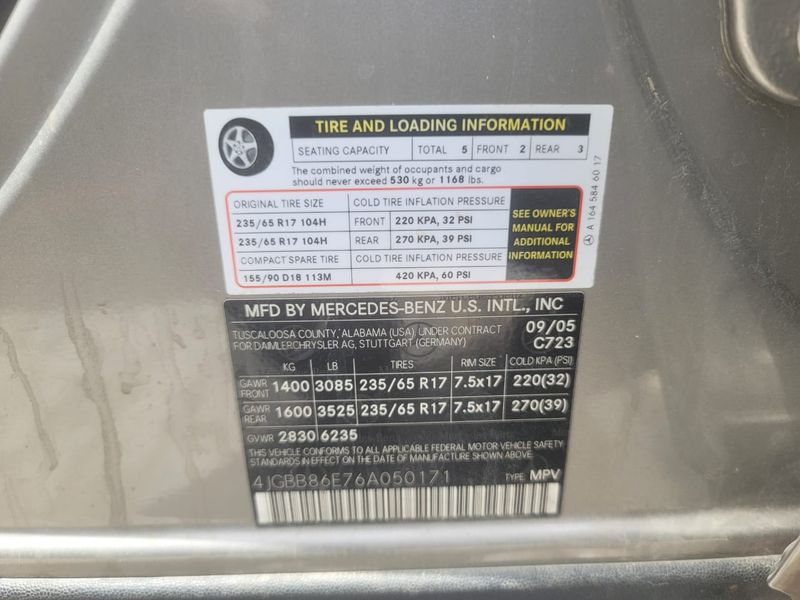 TIRE AND LOADING INFORMATION
SEATING CAPACITY TOTAL 5 FRONT 2 REAR 3
The combined weight of occupants and cargo
should never exceed 530 kg or 1168 lbs.
ORIGINAL TIRE SIZE COLD TIRE INFLATION PRESSURE
235/65 R17 104H FRONT 220 KPA, 32 PSI
235/65 R17 104H REAR 270 KPA, 39 PSI
COMPACT SPARE TIRE COLD TIRE INFLATION PRESSURE
155/90 D18 113M 420 KPA, 60 PSI
SEE OWNER'S
MANUAL FOR
ADDITIONAL
INFORMATION
A 164 584 60 17
MFD BY MERCEDES-BENZ U.S. INTL., INC
TUSCALOOSA COUNTY, ALABAMA (USA), UNDER CONTRACT 09/05
FOR DAIMLERCHRYSLER AG, STUTTGART (GERMANY) C723
KG LB TIRES RIM SIZE COLD KPA (PSI)
GAWR FRONT 1400 3085 235/65 R17 7.5x17 220(32)
GAWR REAR 1600 3525 235/65 R17 7.5x17 270(39)
GVWR 2830 6235
THIS VEHICLE CONFORMS TO ALL APPLICABLE FEDERAL MOTOR VEHICLE SAFETY
STANDARDS IN EFFECT ON THE DATE OF MANUFACTURE SHOWN ABOVE.
4JGBB86E76A050171 TYPE: MPV